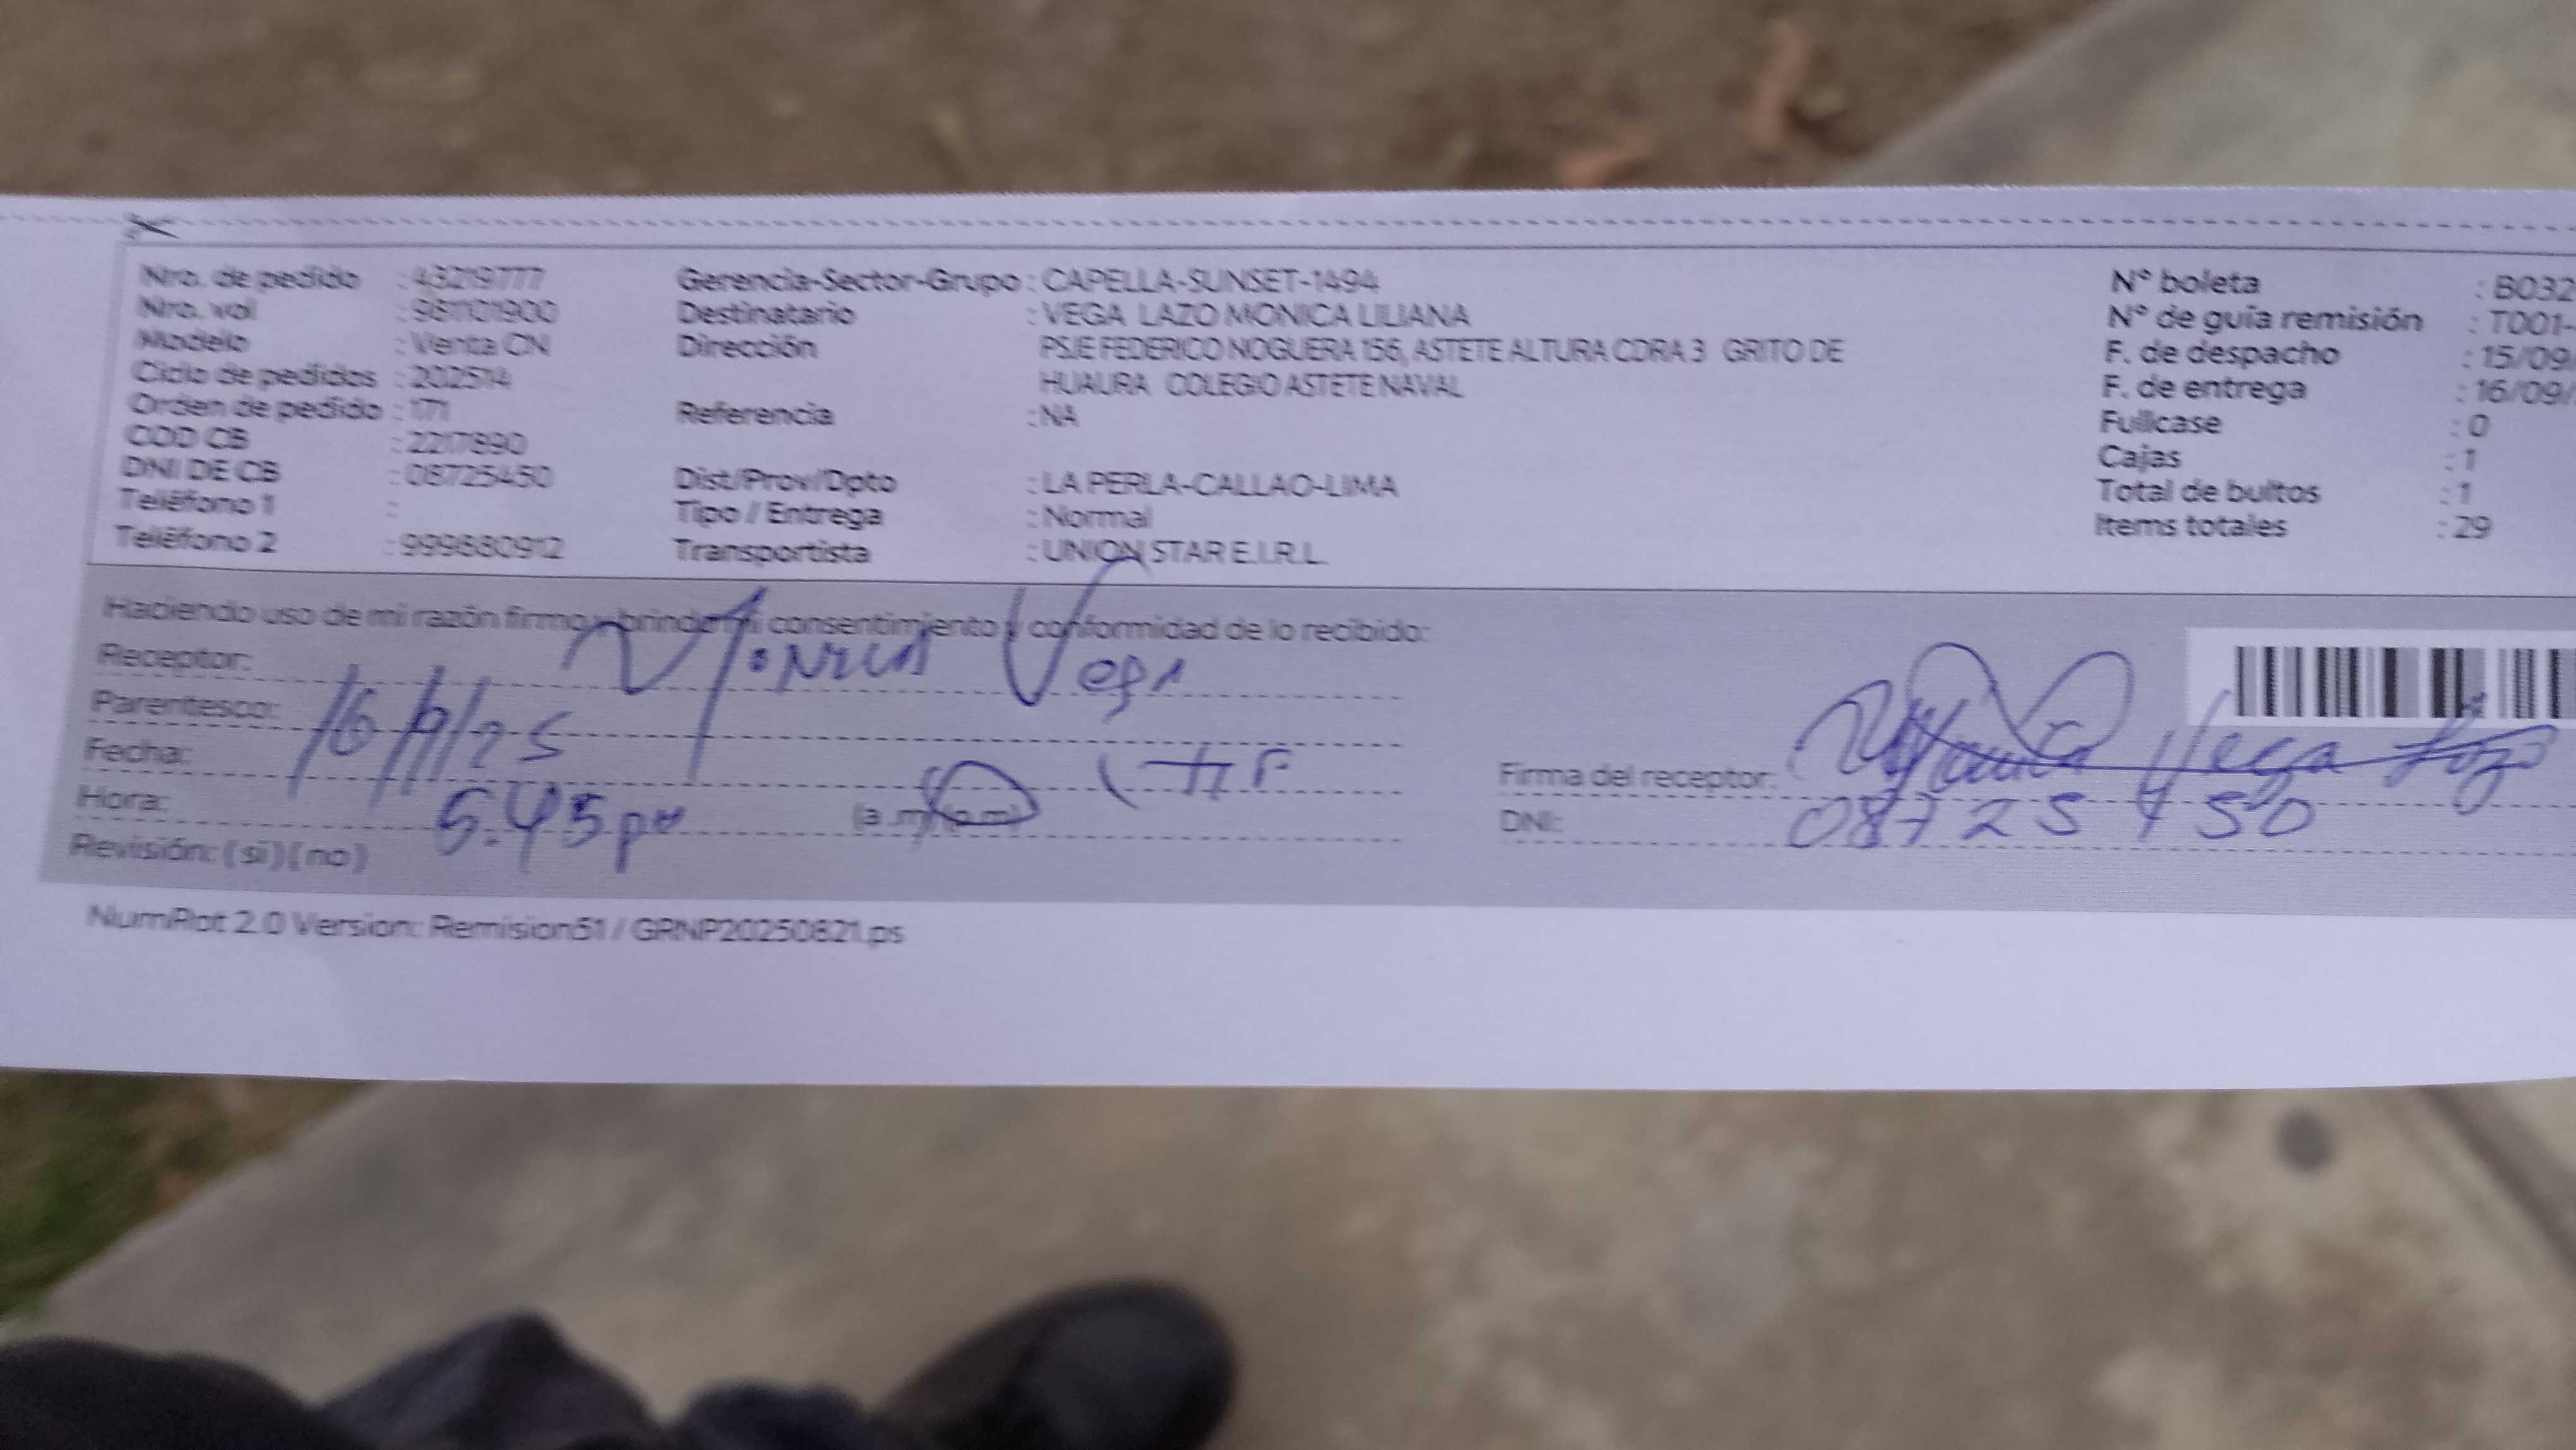 Nro. de pedido : 43219777
Nro. vol : 981101900
Modelo : Venta CN
Ciclo de pedidos : 202514
Orden de pedido : 171
COD CB : 2217890
DNI DE CB : 08725450
Teléfono 1 :
Teléfono 2 : 999680912
Gerencia-Sector-Grupo : CAPELLA-SUNSET-1494
Destinatario : VEGA LAZO MONICA LILIANA
Dirección PSJE FEDERICO NOGUERA 156, ASTETE ALTURA CDRA 3 GRITO DE
HUAURA COLEGIO ASTETE NAVAL
Referencia : NA
Dist/Prov/Dpto : LA PERLA-CALLAO-LIMA
Tipo / Entrega : Normal
Transportista : UNION STAR E.I.R.L.
N° boleta : B032
N° de guía remisión : T001-
F. de despacho : 15/09/
F. de entrega : 16/09/
Fullcase : 0
Cajas : 1
Total de bultos : 1
Items totales : 29
Haciendo uso de mi razón firmo y brindo mi consentimiento y conformidad de lo recibido:
Receptor: Monica Vega
Parentesco:
Fecha: 16/9/25
Hora: 5:45 pm (a.m) (p.m)
Revisión: (si) (no)
Firma del receptor: Monica Vega Lazo
DNI: 08725450
NumRot 2.0 Version: Remision51 / GRNP20250821.ps